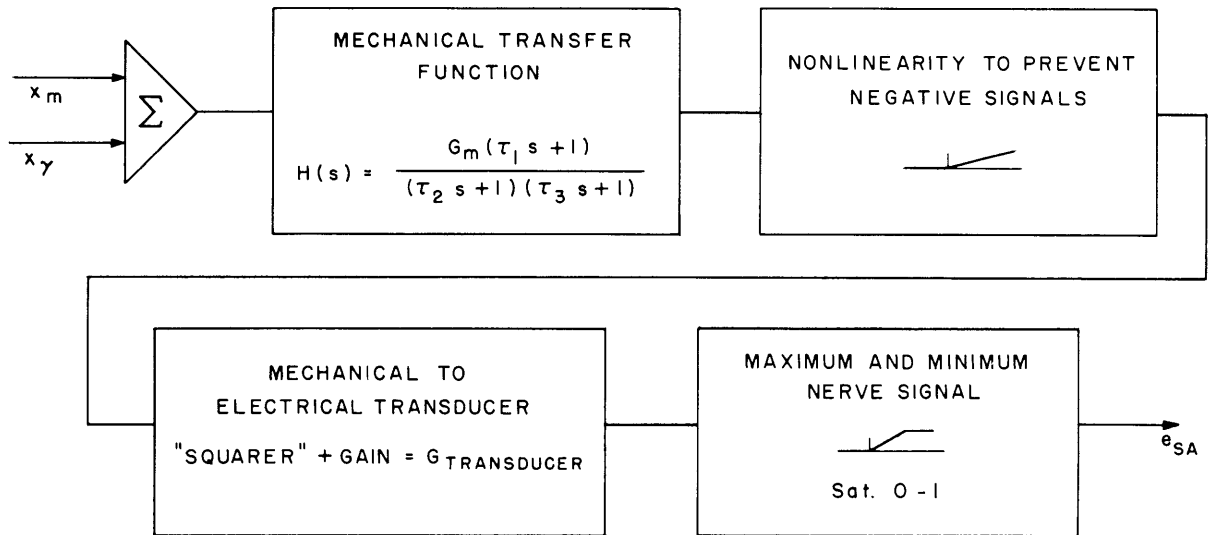 x_m
x_γ
Σ
MECHANICAL TRANSFER
FUNCTION
H(s) = G_m(τ_1 s+1) / (τ_2 s+1)(τ_3 s+1)
NONLINEARITY TO PREVENT
NEGATIVE SIGNALS
MECHANICAL TO
ELECTRICAL TRANSDUCER
"SQUARER" + GAIN = G_TRANSDUCER
MAXIMUM AND MINIMUM
NERVE SIGNAL
Sat. 0-1
e_SA